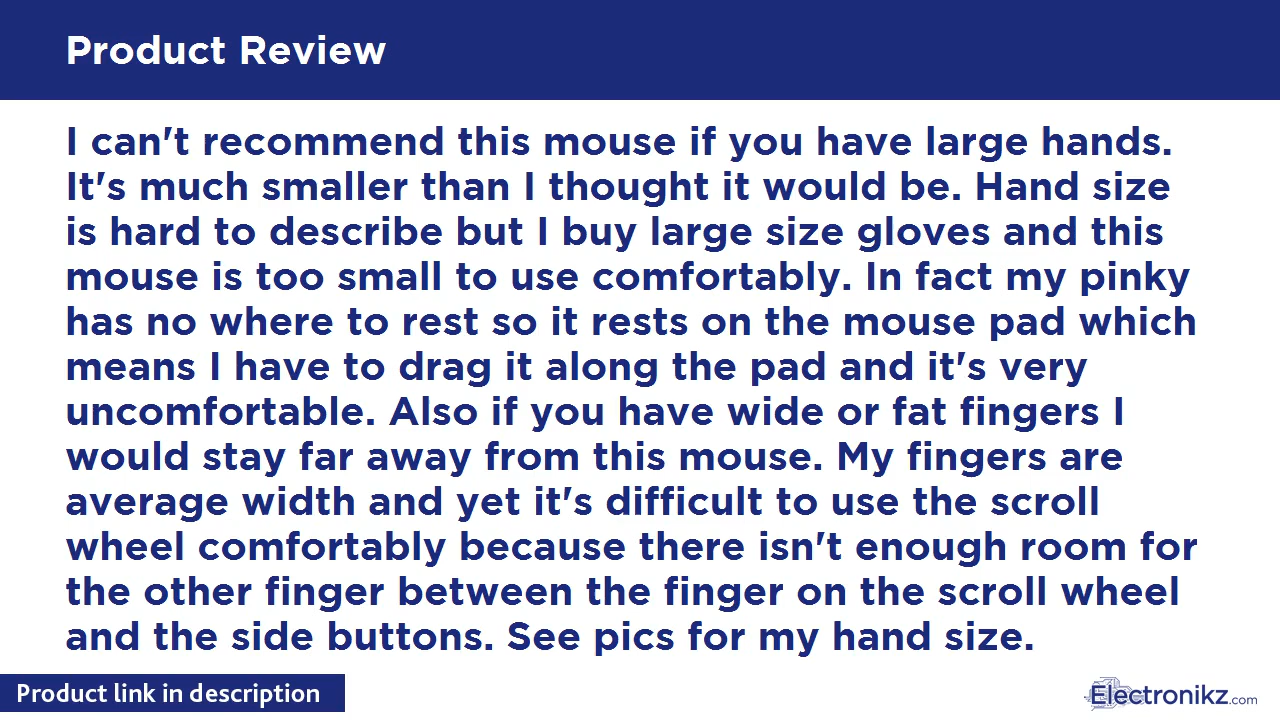 Product Review
I can't recommend this mouse if you have large hands.
It's much smaller than I thought it would be. Hand size
is hard to describe but I buy large size gloves and this
mouse is too small to use comfortably. In fact my pinky
has no where to rest so it rests on the mouse pad which
means I have to drag it along the pad and it's very
uncomfortable. Also if you have wide or fat fingers I
would stay far away from this mouse. My fingers are
average width and yet it's difficult to use the scroll
wheel comfortably because there isn't enough room for
the other finger between the finger on the scroll wheel
and the side buttons. See pics for my hand size.
Product link in description
Electronikz.com